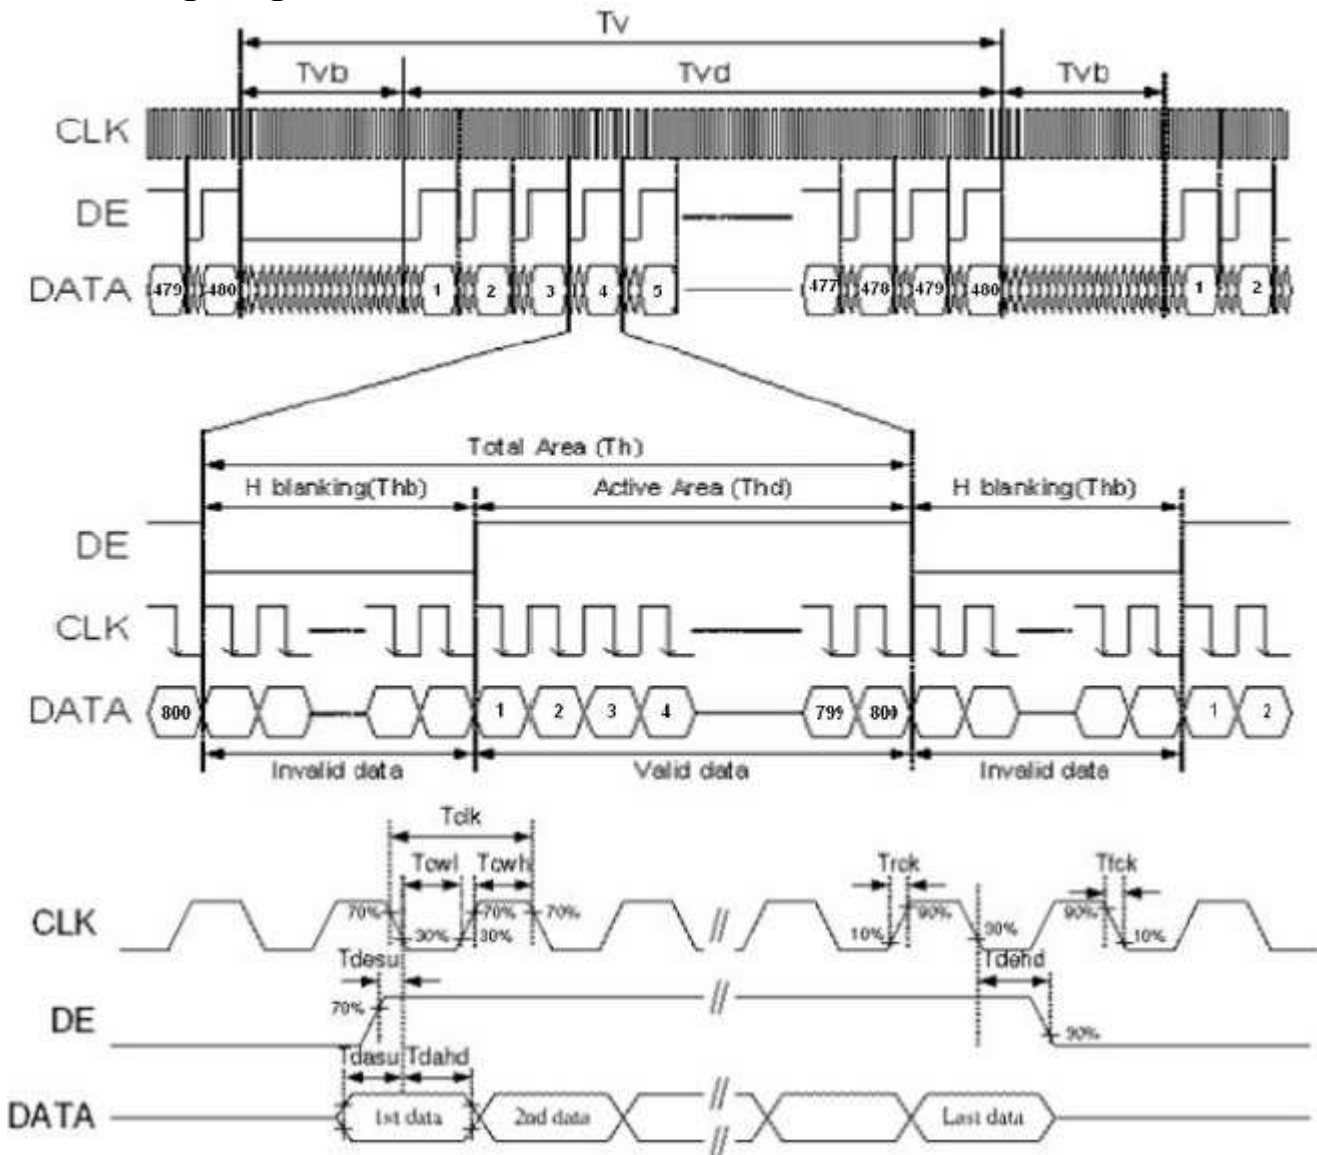 Tv
Tvb Tvd Tvb
CLK
DE
DATA 479 480 1 2 3 4 5 477 478 479 480 1 2
Total Area (Th)
H blanking(Thb) Active Area (Thd) H blanking(Thb)
DE
CLK
DATA 800 1 2 3 4 799 800 1 2
Invalid data Valid data Invalid data
Tclk
Tcwl Tcwh Trck Tfck
CLK 70% 70% 70% 90% 90%
30% 30% 10% 90% 10%
Tdesu Tdehd
DE 70% 90%
Tdasu Tdahd
DATA 1st data 2nd data Last data